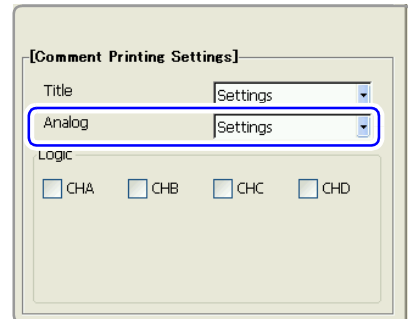 [Comment Printing Settings]
Title Settings
Analog Settings
Logic
CHA CHB CHC CHD